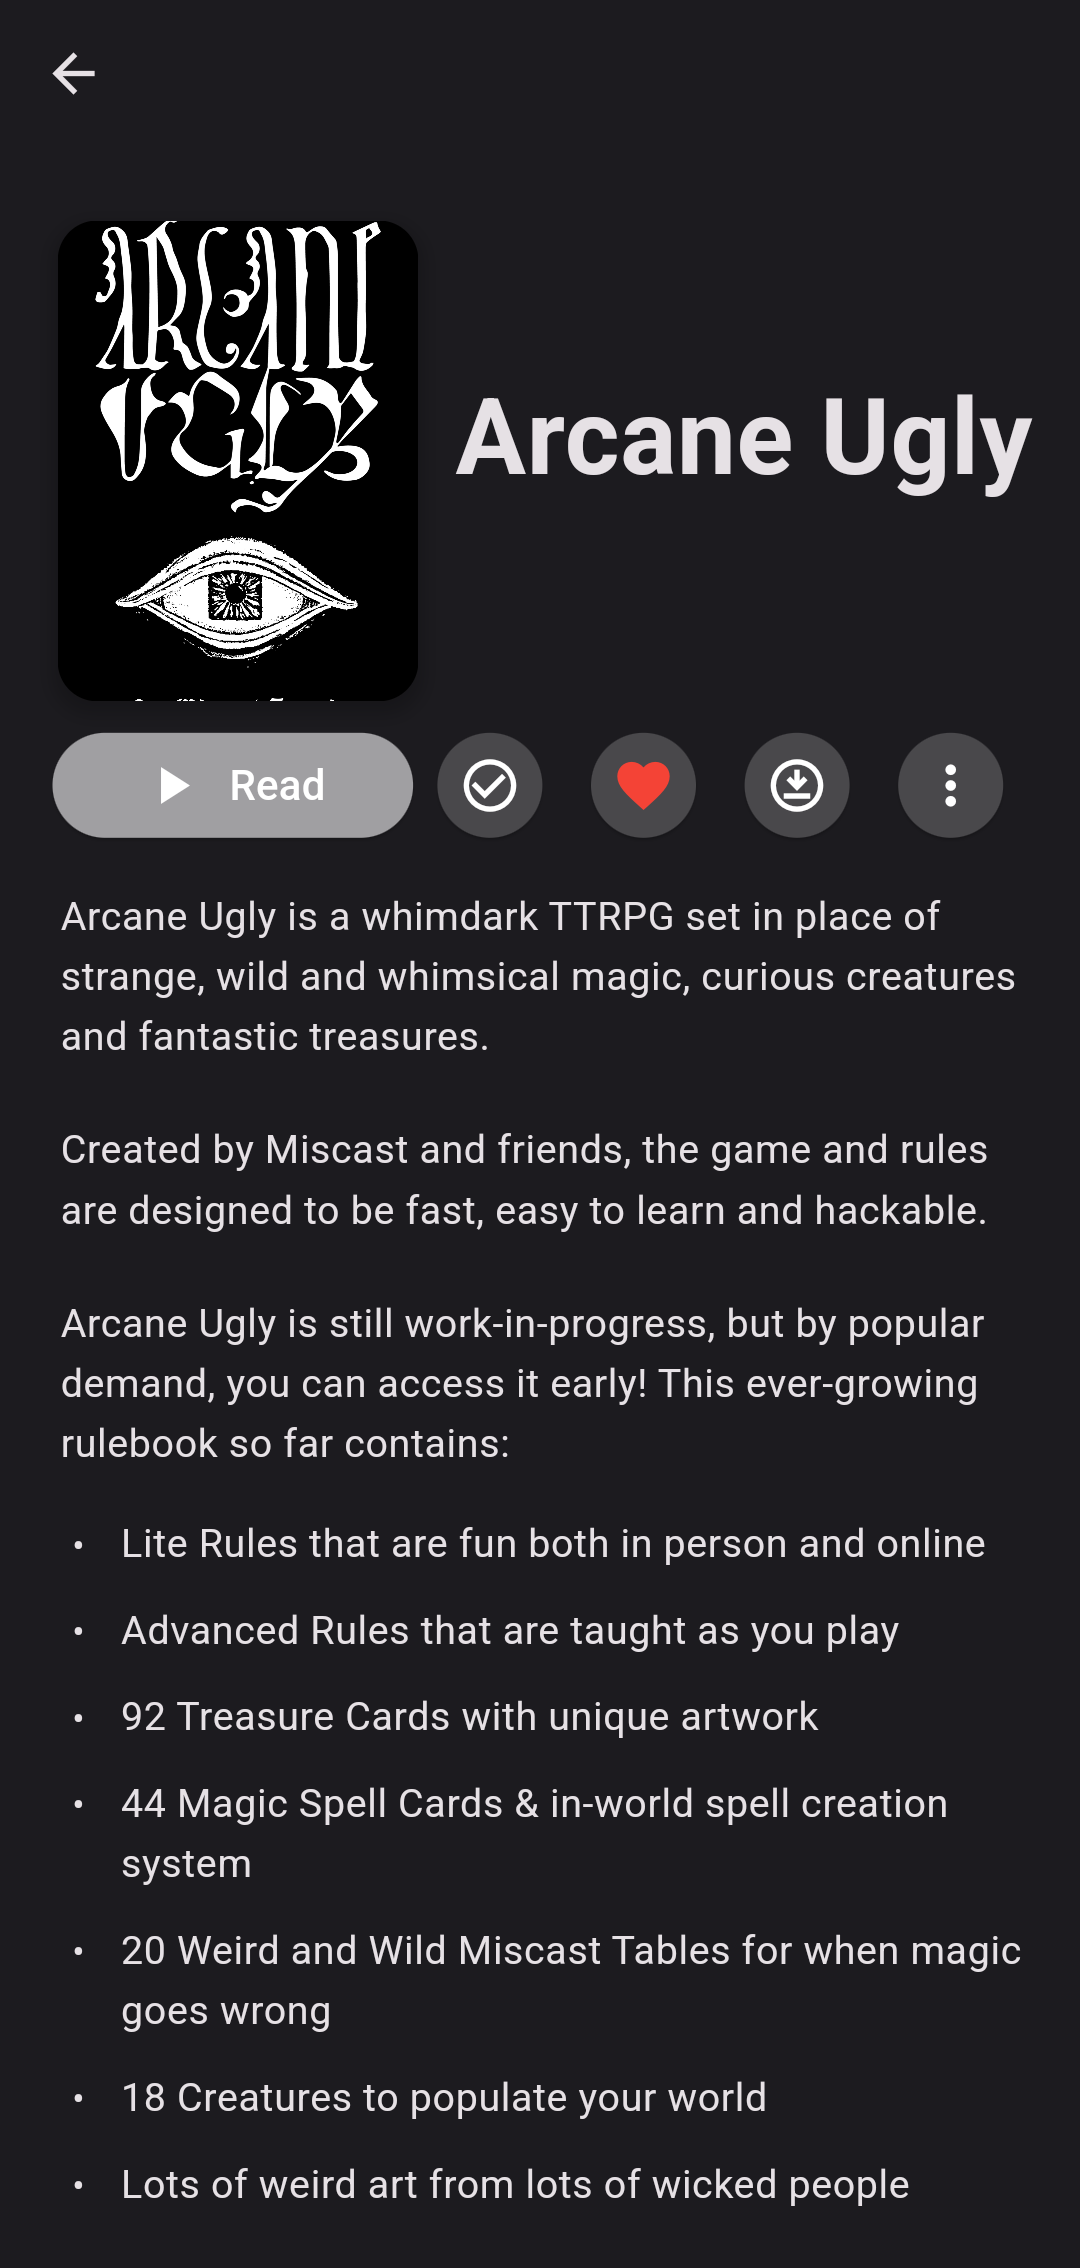 ARCANE
UGLY
Arcane Ugly
Read
Arcane Ugly is a whimdark TTRPG set in place of
strange, wild and whimsical magic, curious creatures
and fantastic treasures.
Created by Miscast and friends, the game and rules
are designed to be fast, easy to learn and hackable.
Arcane Ugly is still work-in-progress, but by popular
demand, you can access it early! This ever-growing
rulebook so far contains:
• Lite Rules that are fun both in person and online
• Advanced Rules that are taught as you play
• 92 Treasure Cards with unique artwork
• 44 Magic Spell Cards & in-world spell creation
system
• 20 Weird and Wild Miscast Tables for when magic
goes wrong
• 18 Creatures to populate your world
• Lots of weird art from lots of wicked people